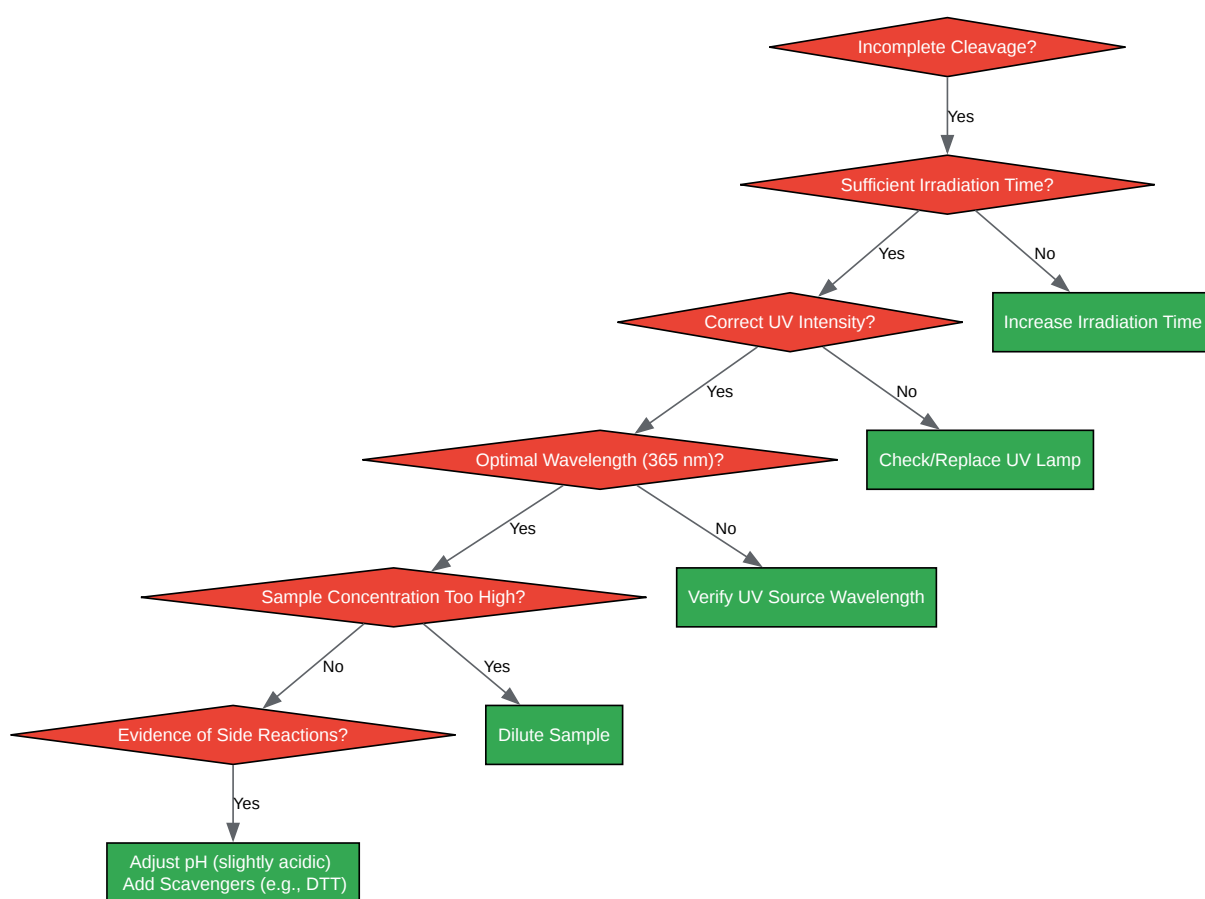 Incomplete Cleavage?
Yes
Sufficient Irradiation Time?
Yes
No
Correct UV Intensity?
Increase Irradiation Time
Yes
No
Optimal Wavelength (365 nm)?
Check/Replace UV Lamp
Yes
No
Sample Concentration Too High?
Verify UV Source Wavelength
No
Yes
Evidence of Side Reactions?
Dilute Sample
Yes
Adjust pH (slightly acidic)
Add Scavengers (e.g., DTT)